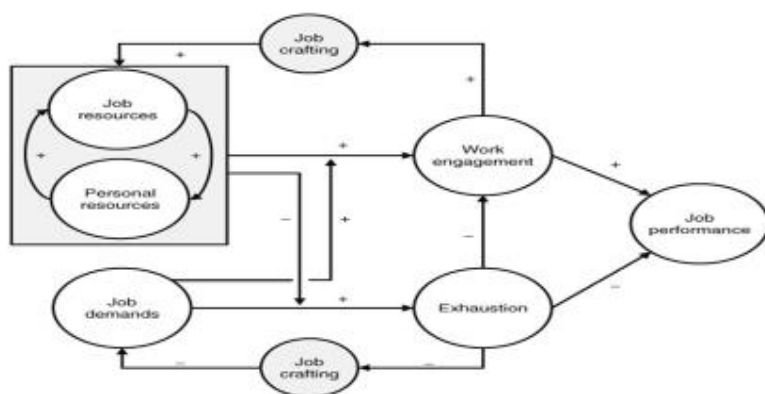 Job
crafting
+
+
Job
resources
+
+
Personal
resources
+
Work
engagement
+
−
+
−
Job
performance
Job
demands
+
Exhaustion
−
−
Job
crafting
−